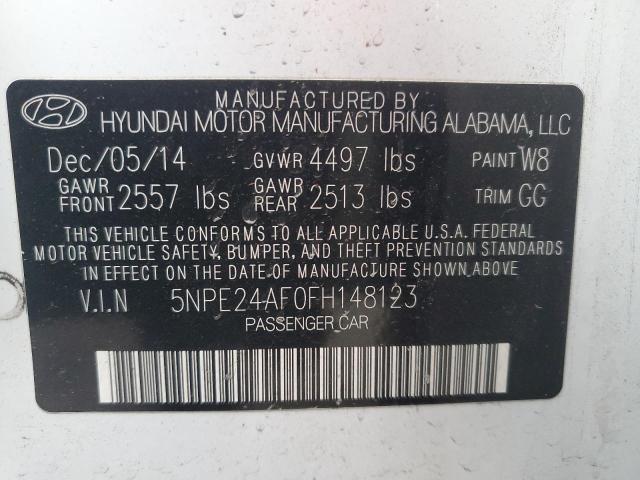 MANUFACTURED BY
HYUNDAI MOTOR MANUFACTURING ALABAMA, LLC
Dec/05/14 GVWR 4497 lbs PAINT W8
GAWR FRONT 2557 lbs GAWR REAR 2513 lbs TRIM GG
THIS VEHICLE CONFORMS TO ALL APPLICABLE U.S.A. FEDERAL
MOTOR VEHICLE SAFETY, BUMPER, AND THEFT PREVENTION STANDARDS
IN EFFECT ON THE DATE OF MANUFACTURE SHOWN ABOVE.
V.I.N 5NPE24AF0FH148123
PASSENGER CAR